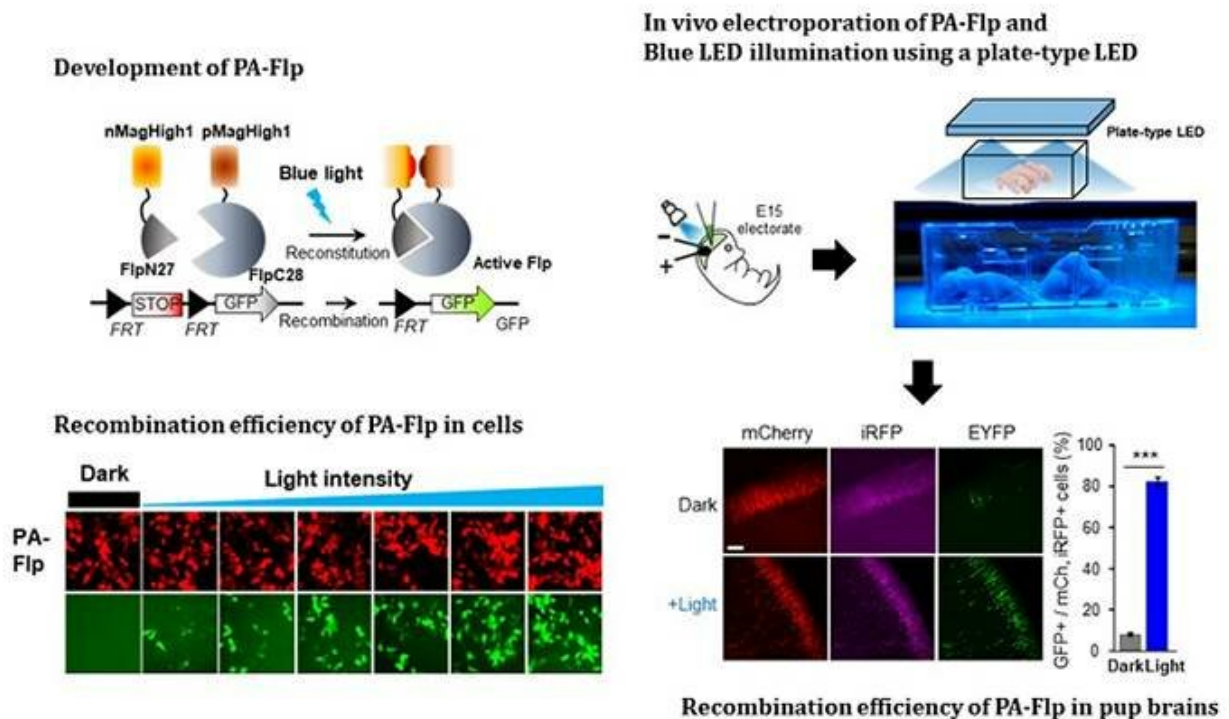 Development of PA-Flp
nMagHigh1 pMagHigh1
Blue light
Reconstitution
FlpN27
FlpC28
Active Flp
STOP GFP
Recombination
GFP
GFP
FRT FRT
FRT
In vivo electroporation of PA-Flp and
Blue LED illumination using a plate-type LED
Plate-type LED
E15
electorate
-
+
Recombination efficiency of PA-Flp in cells
Dark Light intensity
PA-
Flp
mCherry iRFP EYFP
Dark
+Light
GFP+ / mCh, iRFP+ cells (%)
100
80
60
40
20
0
***
Dark Light
Recombination efficiency of PA-Flp in pup brains